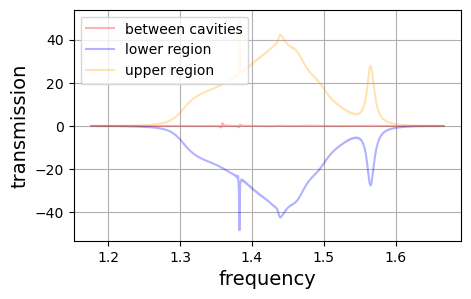 between cavities
lower region
upper region
transmission
40
20
0
−20
−40
1.2
1.3
1.4
1.5
1.6
frequency